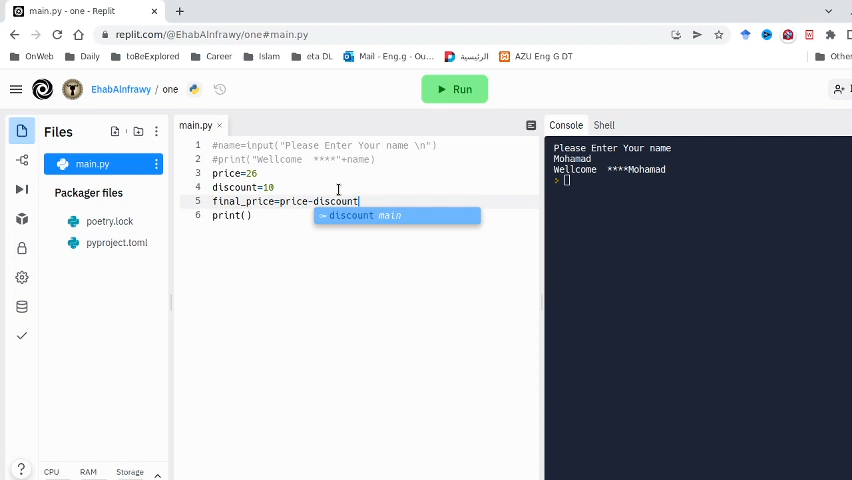 main.py - one - Replit
replit.com/@EhabAlnfrawy/one#main.py
OnWeb Daily toBeExplored Career Islam eta DL Mail - Eng.g - Ou... الرئيسية AZU Eng G DT Other
EhabAlnfrawy / one
Run
Files
main.py
Packager files
poetry.lock
pyproject.toml
CPU RAM Storage
main.py
1 #name=input("Please Enter Your name \n")
2 #print("Wellcome ****"+name)
3 price=26
4 discount=10
5 final_price=price-discount
6 print()
discount main
Console Shell
Please Enter Your name
Mohamad
Wellcome ****Mohamad
>